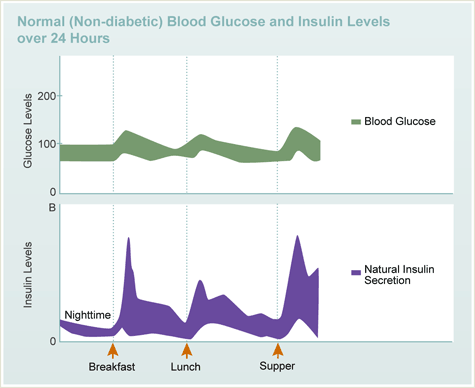 Normal (Non-diabetic) Blood Glucose and Insulin Levels
over 24 Hours
Glucose Levels
200
100
0
Blood Glucose
Insulin Levels
B
0
Nighttime
Natural Insulin
Secretion
Breakfast
Lunch
Supper